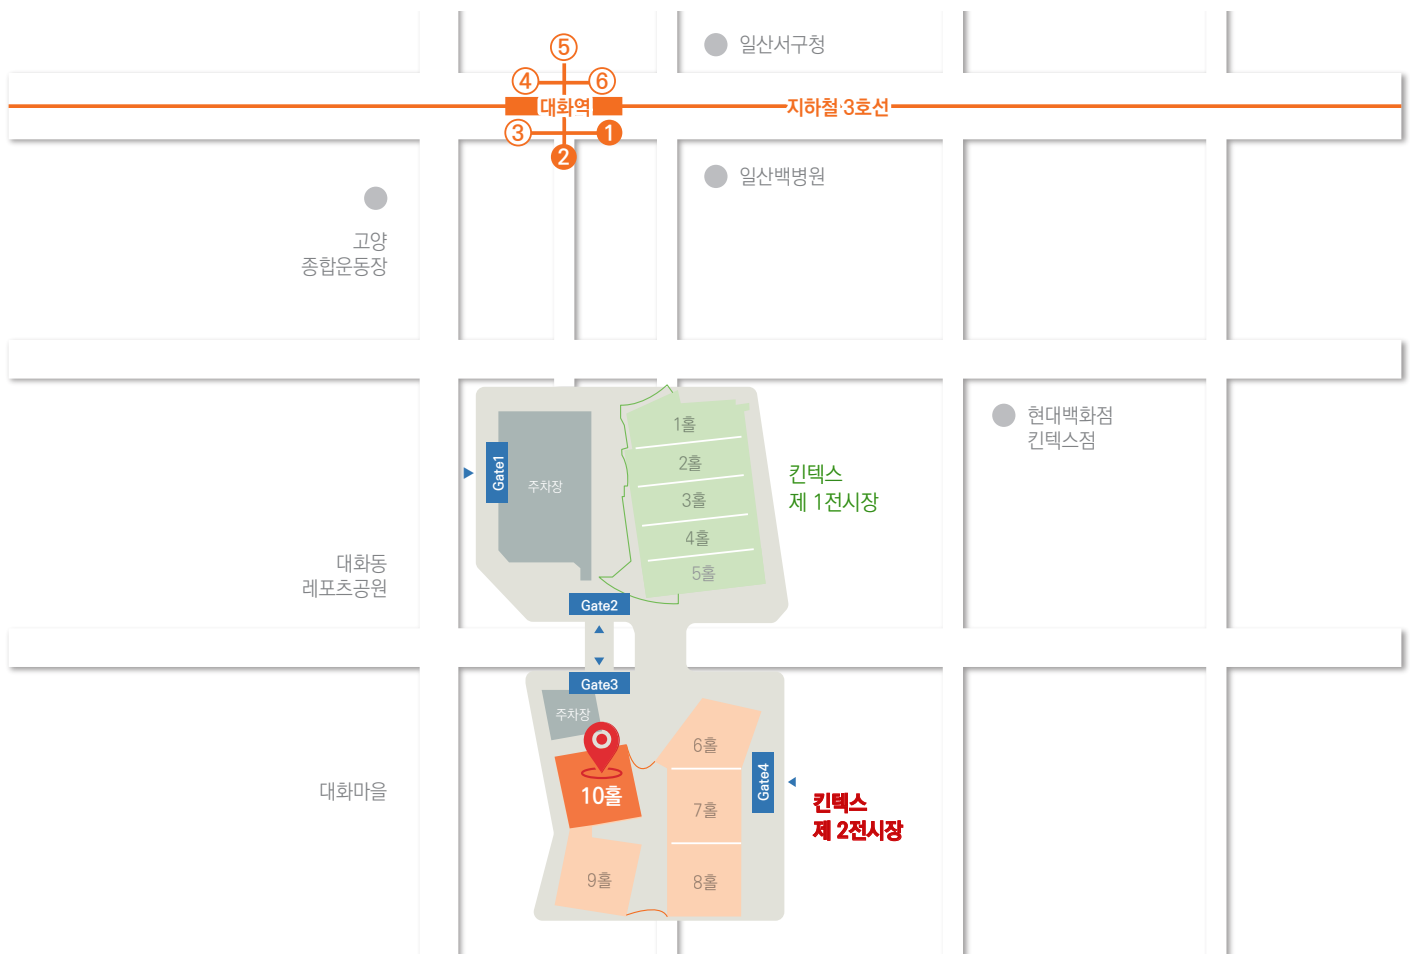 일산서구청
⑤
④
⑥
대화역
지하철 3호선
③
1
2
일산백병원
고양
종합운동장
1홀
2홀
3홀
4홀
5홀
Gate1
주차장
킨텍스
제 1전시장
현대백화점
킨텍스점
대화동
레포츠공원
Gate2
Gate3
주차장
6홀
7홀
8홀
Gate4
10홀
9홀
대화마을
킨텍스
제 2전시장